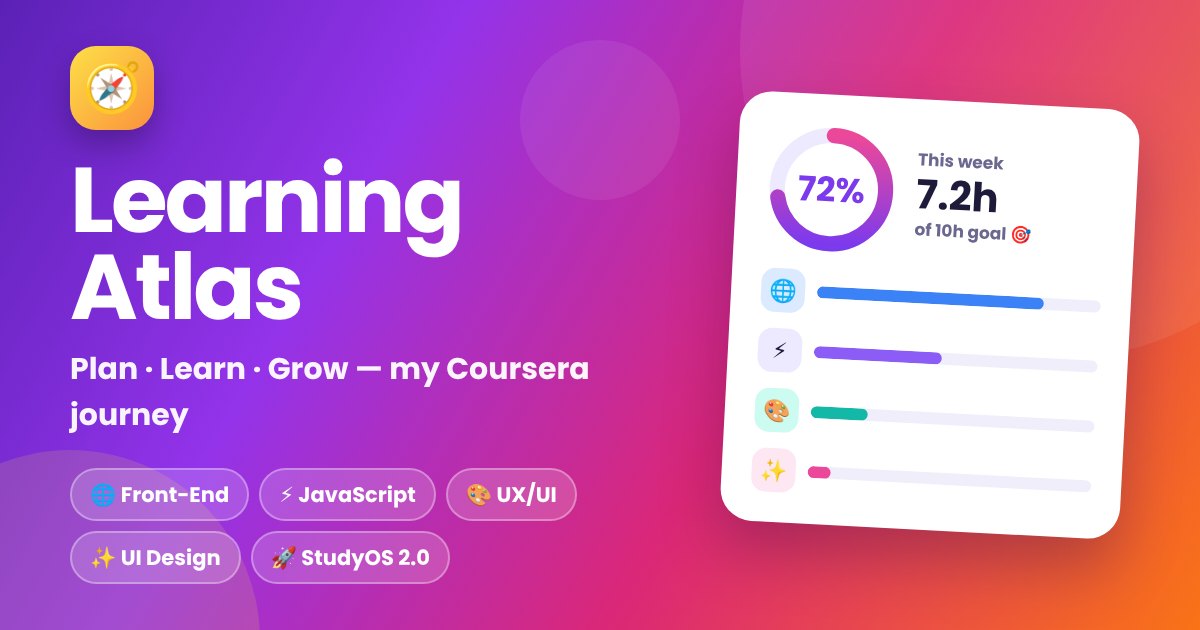 Learning
Atlas
Plan · Learn · Grow — my Coursera
journey
🌐 Front-End
⚡ JavaScript
🎨 UX/UI
✨ UI Design
🚀 StudyOS 2.0
72%
This week
7.2h
of 10h goal 🎯